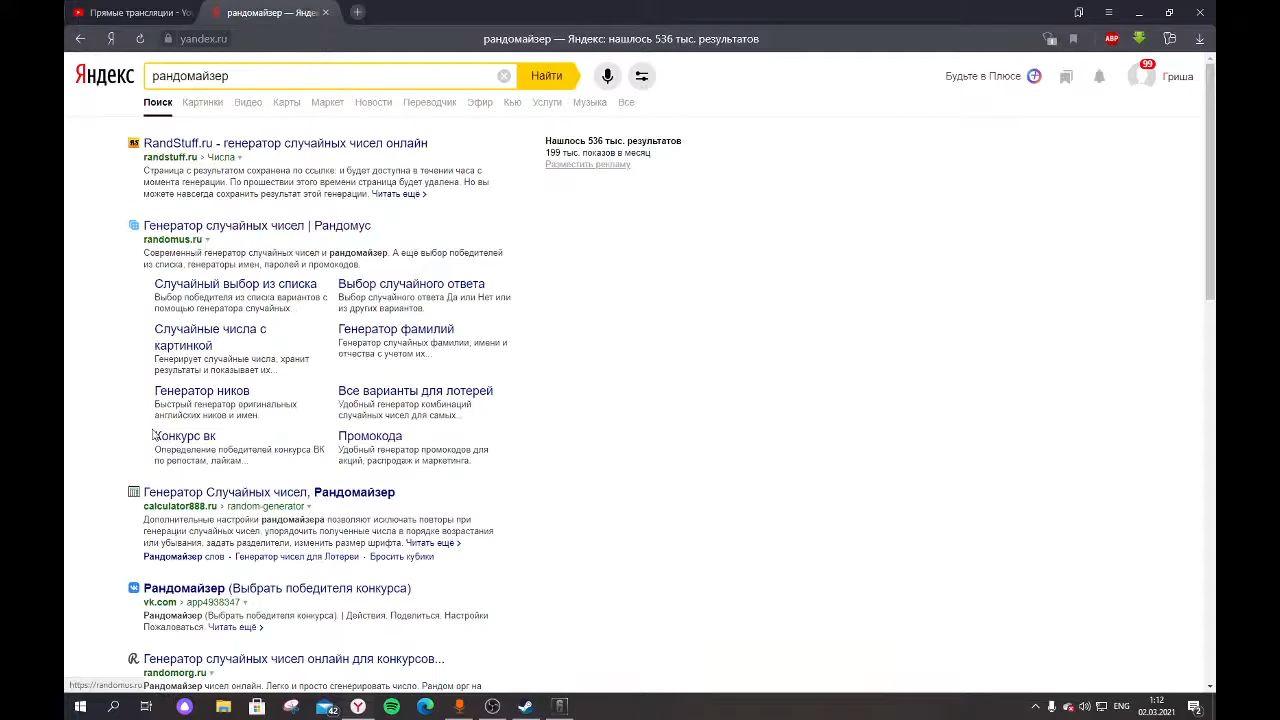 Прямые трансляции - You
рандомайзер — Яндек
yandex.ru
рандомайзер — Яндекс: нашлось 536 тыс. результатов
ABP
Яндекс
рандомайзер
Найти
Будьте в Плюсе
99
Гриша
Поиск Картинки Видео Карты Маркет Новости Переводчик Эфир Кью Услуги Музыка Все
RandStuff.ru - генератор случайных чисел онлайн
randstuff.ru › Числа
Страница с результатом сохранена по ссылке: и будет доступна в течении часа с
момента генерации. По прошествии этого времени страница будет удалена. Но вы
можете навсегда сохранить результат этой генерации. Читать ещё >
Нашлось 536 тыс. результатов
199 тыс. показов в месяц
Разместить рекламу
Генератор случайных чисел | Рандомус
randomus.ru
Современный генератор случайных чисел и рандомайзер. А ещё выбор победителей
из списка, генераторы имен, паролей и промокодов.
Случайный выбор из списка
Выбор победителя из списка вариантов с
помощью генератора случайных...
Выбор случайного ответа
Выбор случайного ответа Да или Нет или
из других вариантов.
Случайные числа с
картинкой
Генерирует случайные числа, хранит
результаты и показывает их...
Генератор фамилий
Генератор случайных фамилии, имени и
отчества с учетом их...
Генератор ников
Быстрый генератор оригинальных
английских ников и имен.
Все варианты для лотерей
Удобный генератор комбинаций
случайных чисел для самых...
Конкурс вк
Определение победителей конкурса ВК
по репостам, лайкам...
Промокода
Удобный генератор промокодов для
акций, распродаж и маркетинга.
Генератор Случайных чисел, Рандомайзер
calculator888.ru › random-generator
Дополнительные настройки рандомайзера позволяют исключать повторы при
генерации случайных чисел, упорядочить полученные числа в порядке возрастания
или убывания, задать разделители, изменить размер шрифта. Читать ещё >
Рандомайзер слов · Генератор чисел для Лотереи · Бросить кубики
Рандомайзер (Выбрать победителя конкурса)
vk.com › app4938347
Рандомайзер (Выбрать победителя конкурса). | Действия. Поделиться. Настройки
Пожаловаться. Читать ещё >
Генератор случайных чисел онлайн для конкурсов...
randomorg.ru
Рандомайзер чисел онлайн. Легко и просто сгенерировать число. Рандом орг на
https://randomus.ru
42
ENG
1:12
02.03.2021
2